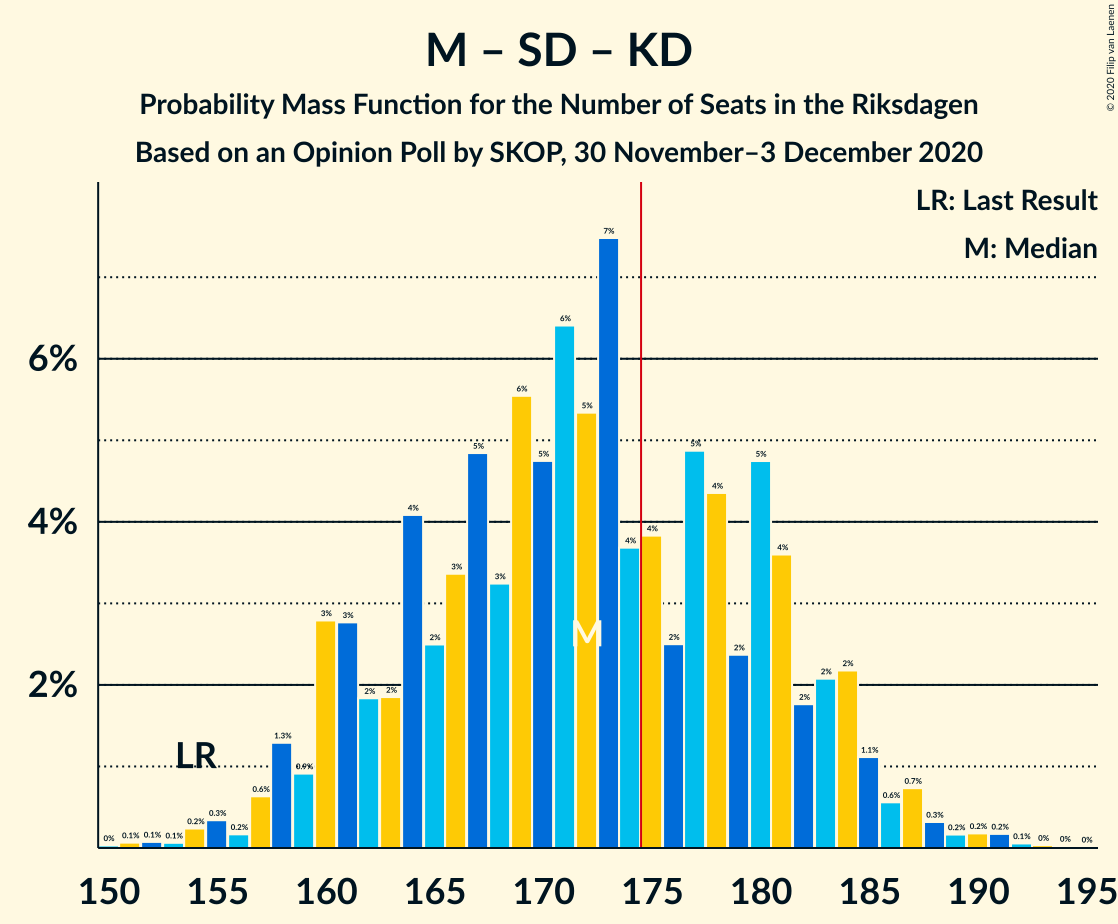 M – SD – KD
Probability Mass Function for the Number of Seats in the Riksdagen
Based on an Opinion Poll by SKOP, 30 November–3 December 2020
© 2020 Filip van Laenen
LR: Last Result
M: Median
6%
4%
2%
0% 0.1% 0.1% 0.1% 0.2% 0.3% 0.2% 0.6% 1.3% 0.9% 3% 3% 2% 2% 4% 2% 3% 5% 3% 6% 5% 6% 5% 7% 4% 4% 2% 5% 4% 2% 5% 4% 2% 2% 2% 1.1% 0.6% 0.7% 0.3% 0.2% 0.2% 0.2% 0.1% 0% 0% 0%
M
LR
150 155 160 165 170 175 180 185 190 195